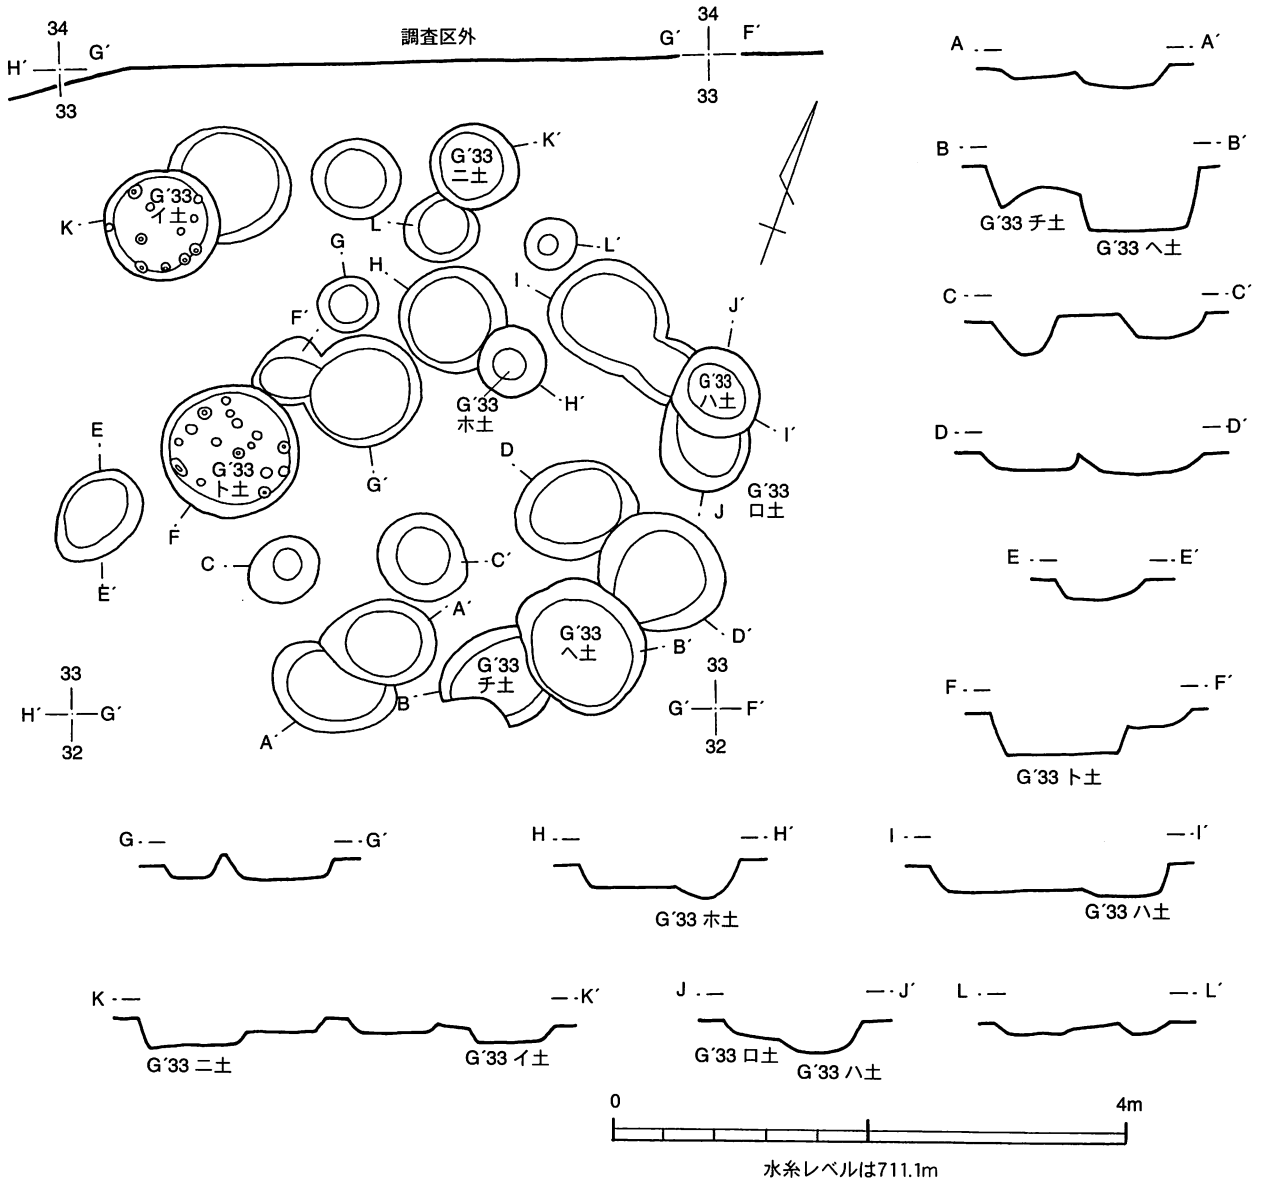 34
H´ G´
33
調査区外
34
G´ F´
33
K´
G´33
ニ土
G´33
イ土
K
L
L´
G
H
I
F´
J´
G´33
ハ土
G´33
ホ土
H´
I´
E
D
G´33
ト土
G´
G´33
ロ土
J
F
C
C´
E´
A´
G´33
ヘ土
B´
D´
G´33
チ土
B
A
33
H´ G´
32
33
G´ F´
32
A A´
B B´
G´33 チ土
G´33 ヘ土
C C´
D D´
E E´
F F´
G´33 ト土
G G´
H H´
G´33 ホ土
I I´
G´33 ハ土
K K´
G´33 ニ土
G´33 イ土
J J´
G´33 ロ土
G´33 ハ土
L L´
0 4m
水糸レベルは711.1m